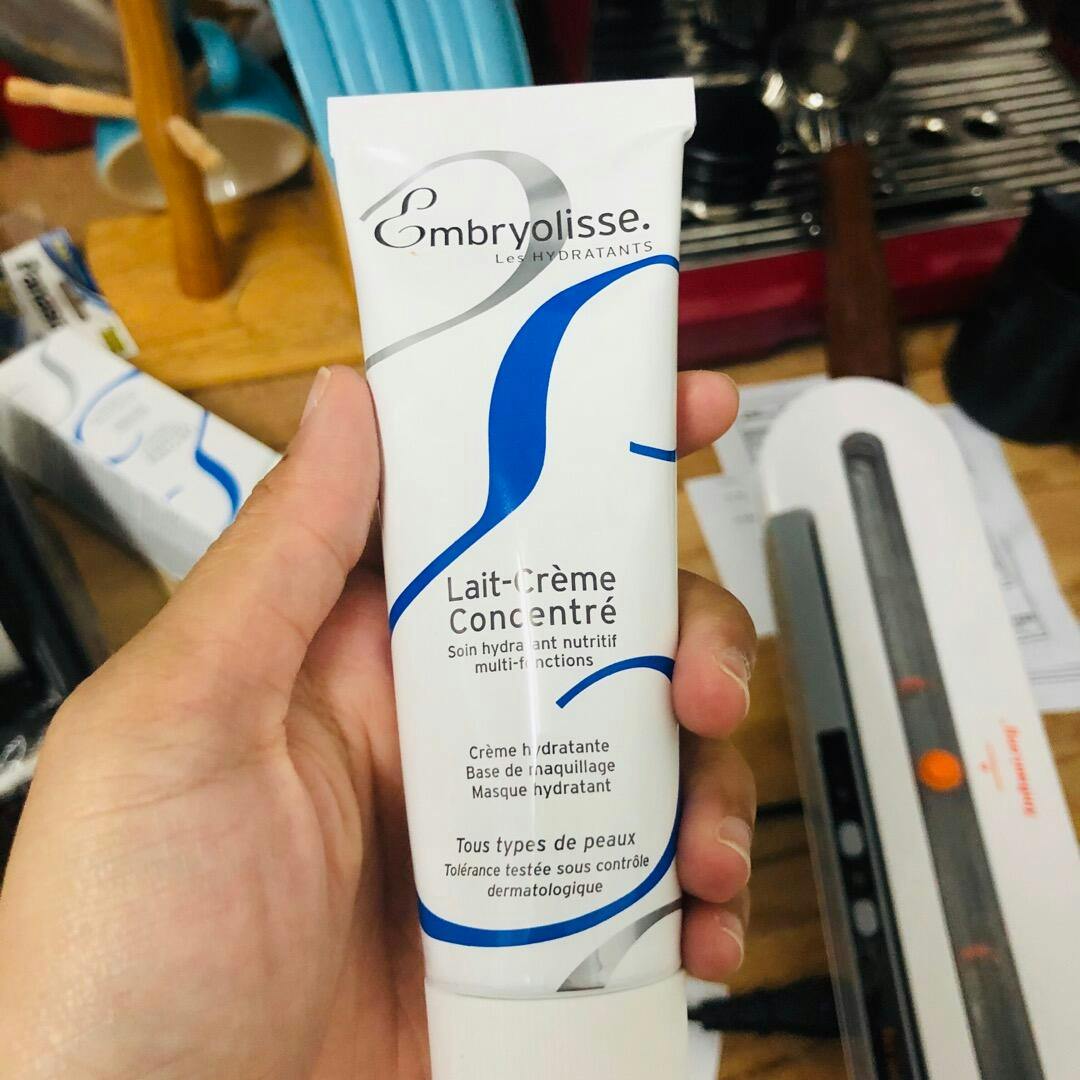 Embryolisse.
Les HYDRATANTS
Lait-Crème
Concentré
Soin hydratant nutritif
multi-fonctions
Crème hydratante
Base de maquillage
Masque hydratant
Tous types de peaux
Tolérance testée sous contrôle
dermatologique